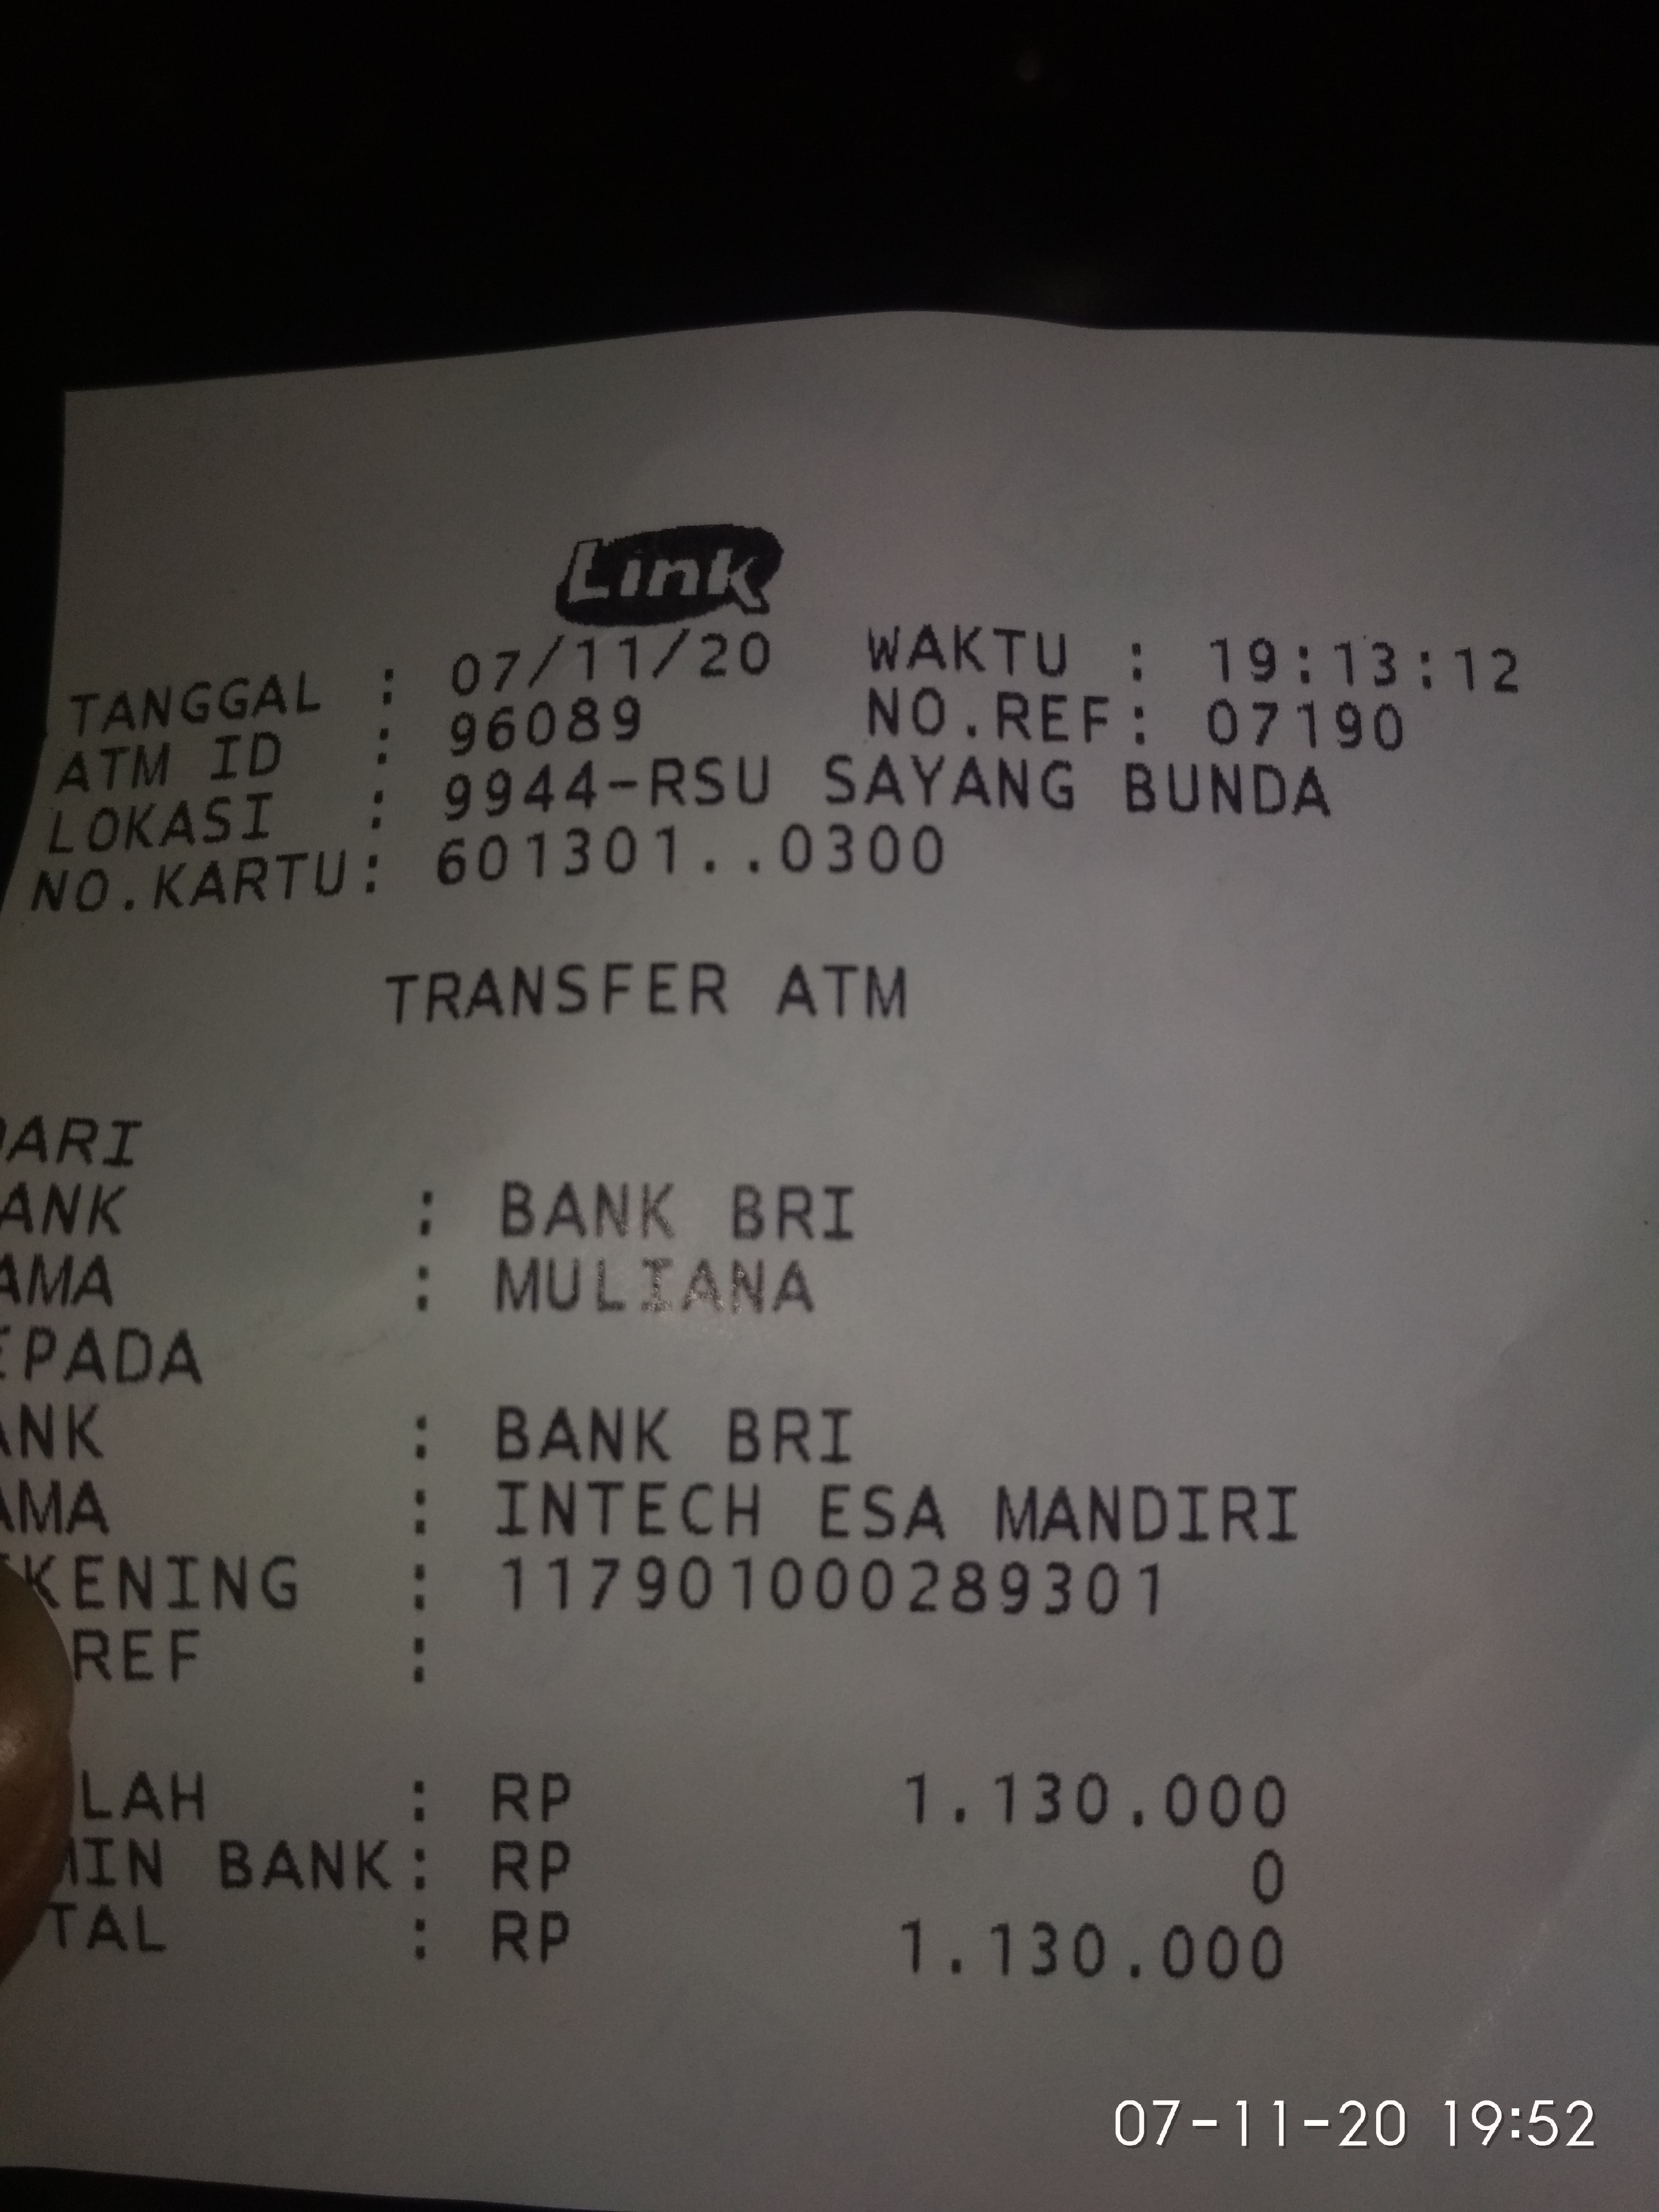 Link
TANGGAL : 07/11/20 WAKTU : 19:13:12
ATM ID : 96089 NO.REF: 07190
LOKASI : 9944-RSU SAYANG BUNDA
NO.KARTU: 601301..0300
TRANSFER ATM
DARI
ANK : BANK BRI
AMA : MULIANA
EPADA
ANK : BANK BRI
AMA : INTECH ESA MANDIRI
KENING : 117901000289301
REF :
LAH : RP 1.130.000
MIN BANK: RP 0
TAL : RP 1.130.000
07-11-20 19:52